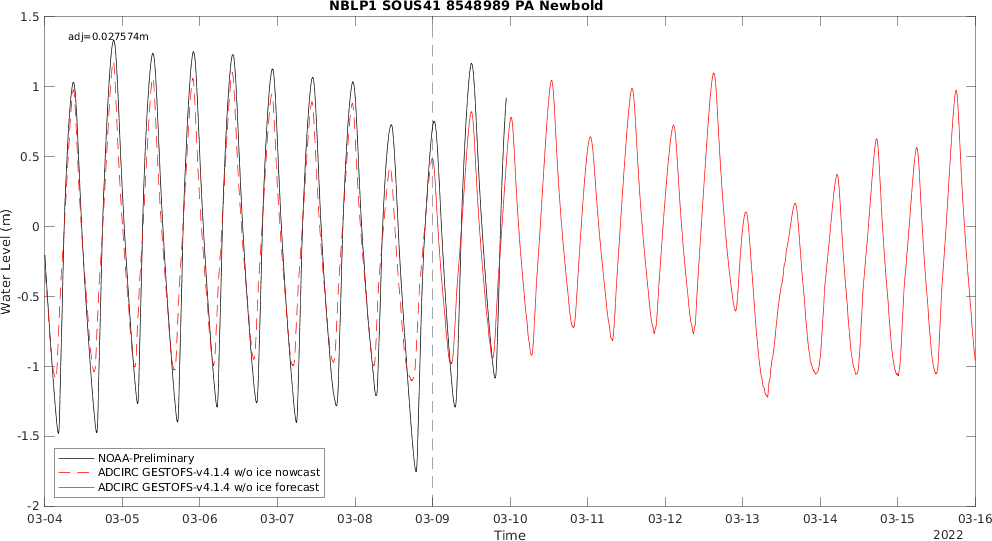 NBLP1 SOUS41 8548989 PA Newbold
adj=0.027574m
Water Level (m)
1.5
1
0.5
0
-0.5
-1
-1.5
-2
NOAA-Preliminary
ADCIRC GESTOFS-v4.1.4 w/o ice nowcast
ADCIRC GESTOFS-v4.1.4 w/o ice forecast
03-04 03-05 03-06 03-07 03-08 03-09 03-10 03-11 03-12 03-13 03-14 03-15 03-16
Time
2022